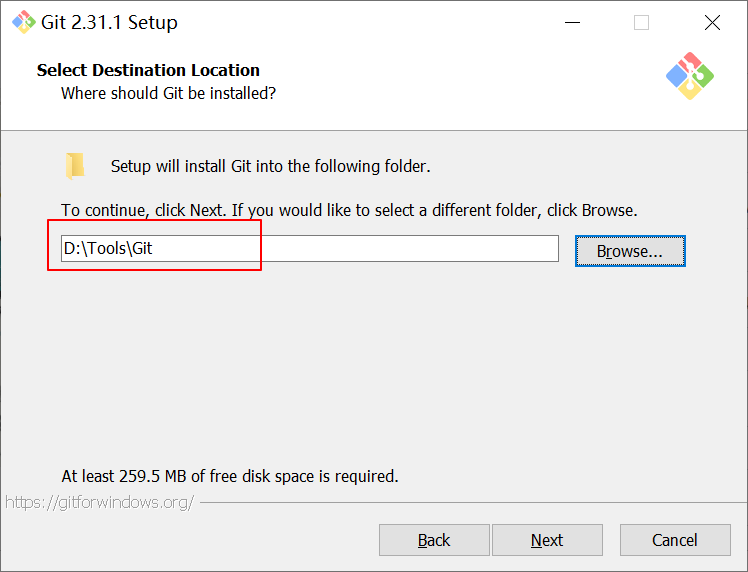 Git 2.31.1 Setup
Select Destination Location
Where should Git be installed?
Setup will install Git into the following folder.
To continue, click Next. If you would like to select a different folder, click Browse.
D:\Tools\Git
Browse...
At least 259.5 MB of free disk space is required.
https://gitforwindows.org/
Back Next Cancel